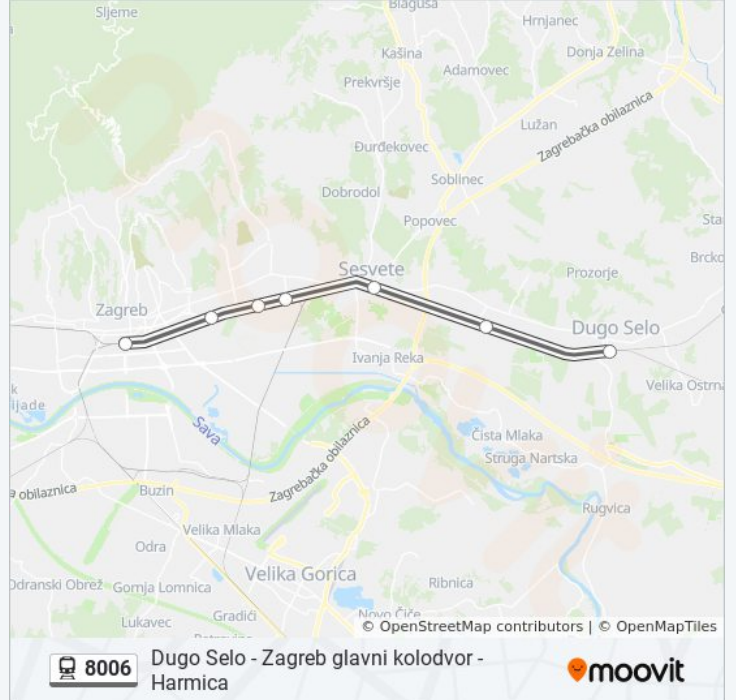 Sljeme
Blaguša
Hrnjanec
Kašina
Donja Zelina
Adamovec
Prekvršje
Zagrebačka obilaznica
Lužan
Đurđekovec
Soblinec
Dobrodol
Popovec
Sta
Brcko
Sesvete
Prozorje
Zagreb
Dugo Selo
Ivanja Reka
Velika Ostrna
k
ljade
Sava
Čista Mlaka
Struga Nartska
Zagrebačka obilaznica
a obilaznica
Buzin
Rugvica
Velika Mlaka
Odra
Velika Gorica
Odranski Obrež
Gornja Lomnica
Ribnica
Gradići
Novo Čiče
Lukavec
© OpenStreetMap contributors | © OpenMapTiles
8006
Dugo Selo - Zagreb glavni kolodvor -
Harmica
moovit